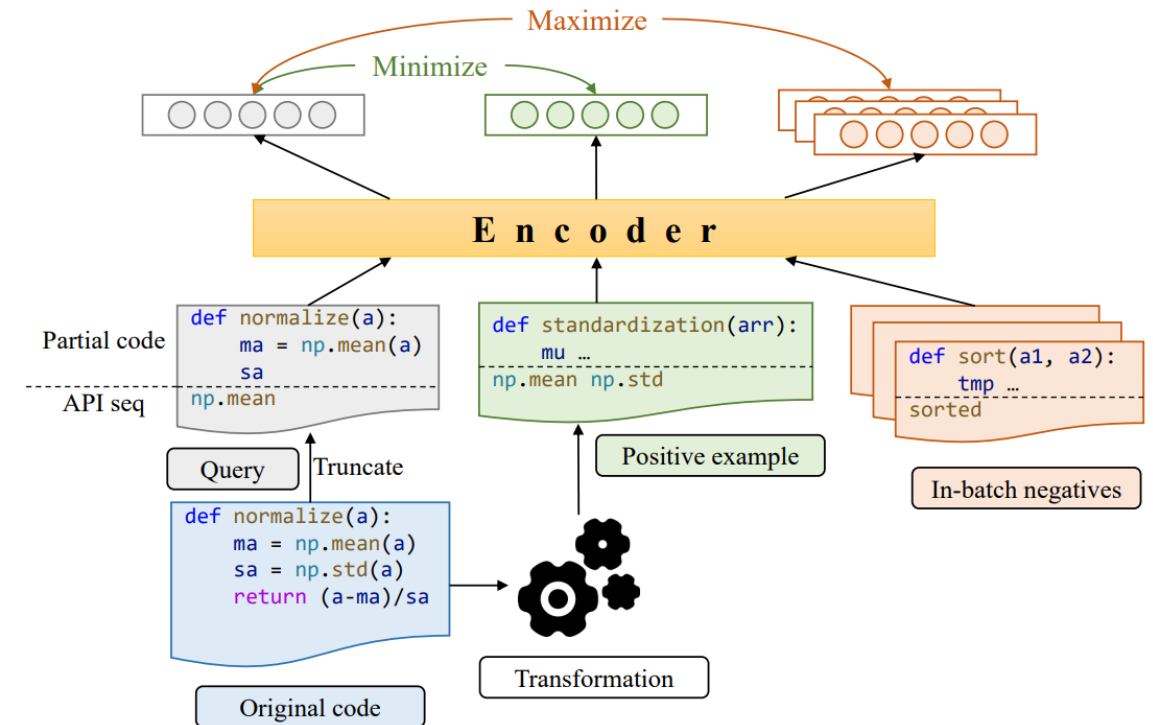 Maximize
Minimize
Encoder
Partial code
API seq
def normalize(a):
    ma = np.mean(a)
    sa
np.mean
def standardization(arr):
    mu …
np.mean np.std
def sort(a1, a2):
    tmp …
sorted
Query
Truncate
Positive example
In-batch negatives
def normalize(a):
    ma = np.mean(a)
    sa = np.std(a)
    return (a-ma)/sa
Transformation
Original code